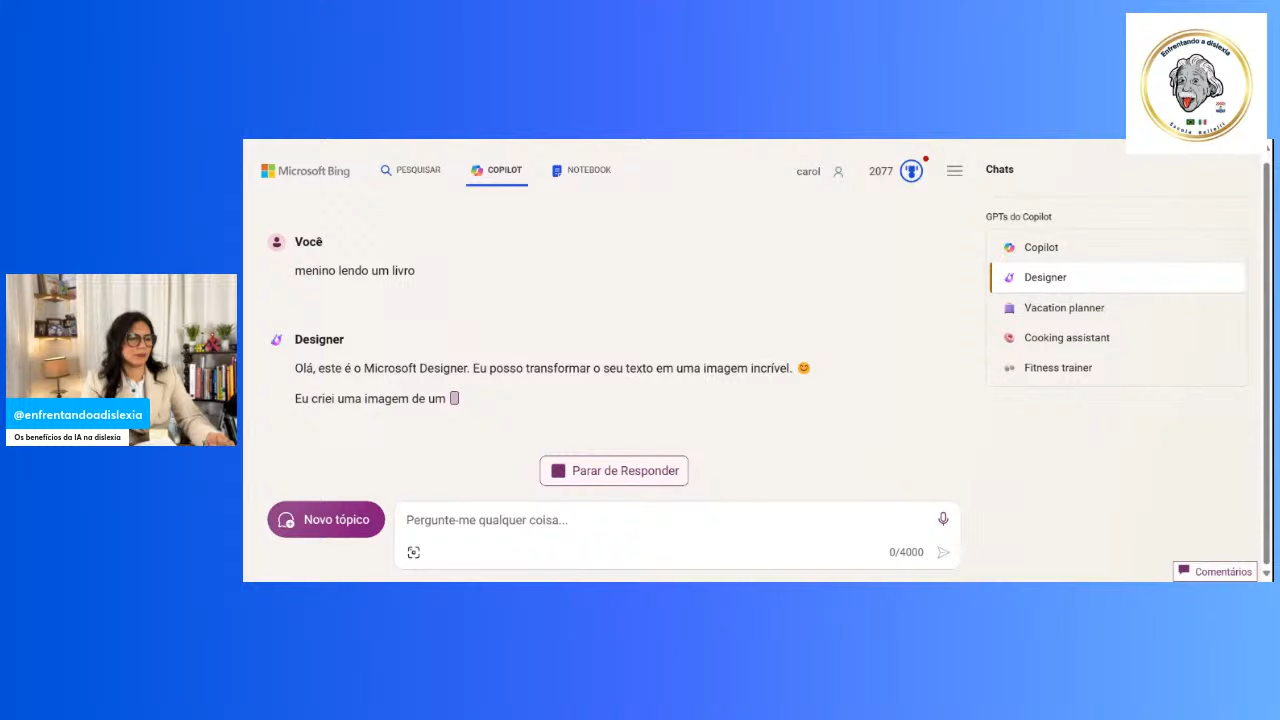 Enfrentando a dislexia
Escola Baltelli
Microsoft Bing
PESQUISAR
COPILOT
NOTEBOOK
carol
2077
Chats
GPTs do Copilot
Copilot
Designer
Vacation planner
Cooking assistant
Fitness trainer
Você
menino lendo um livro
Designer
Olá, este é o Microsoft Designer. Eu posso transformar o seu texto em uma imagem incrível. 😊
Eu criei uma imagem de um
Parar de Responder
Novo tópico
Pergunte-me qualquer coisa...
0/4000
Comentários
@enfrentandoadislexia
Os benefícios da IA na dislexia